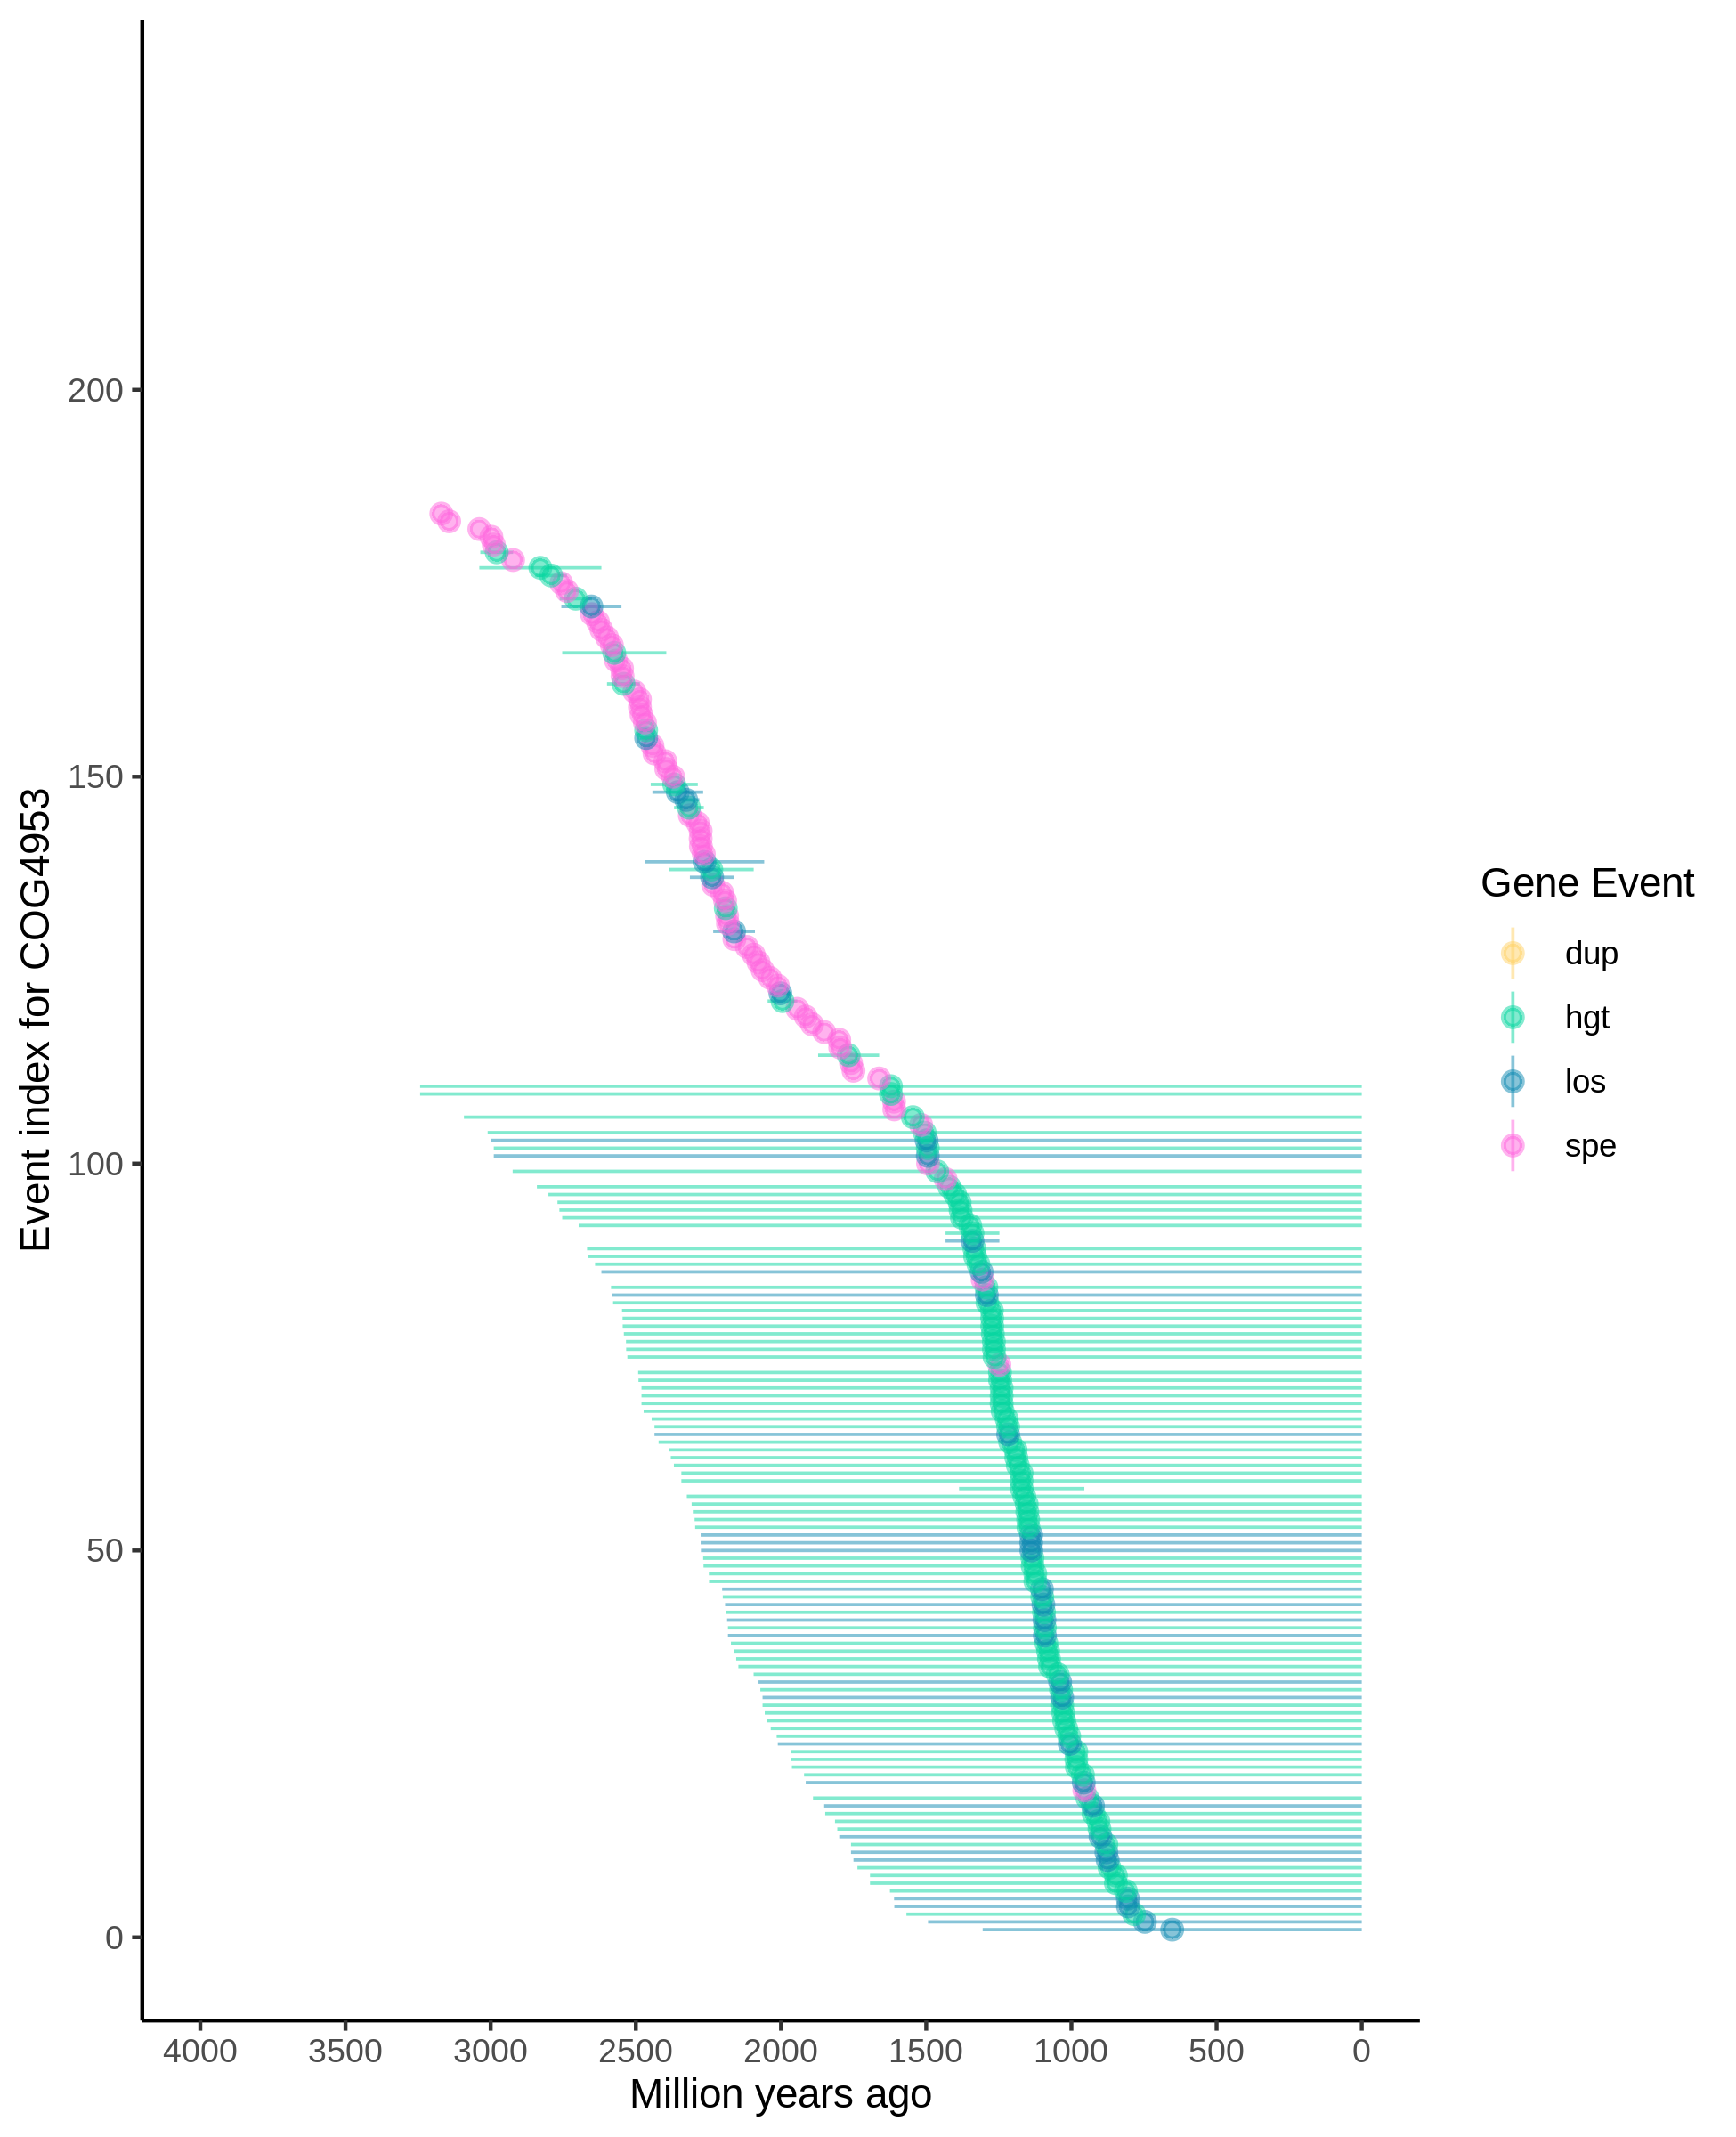 Event index for COG4953
200
150
100
50
0
4000 3500 3000 2500 2000 1500 1000 500 0
Million years ago
Gene Event
dup
hgt
los
spe